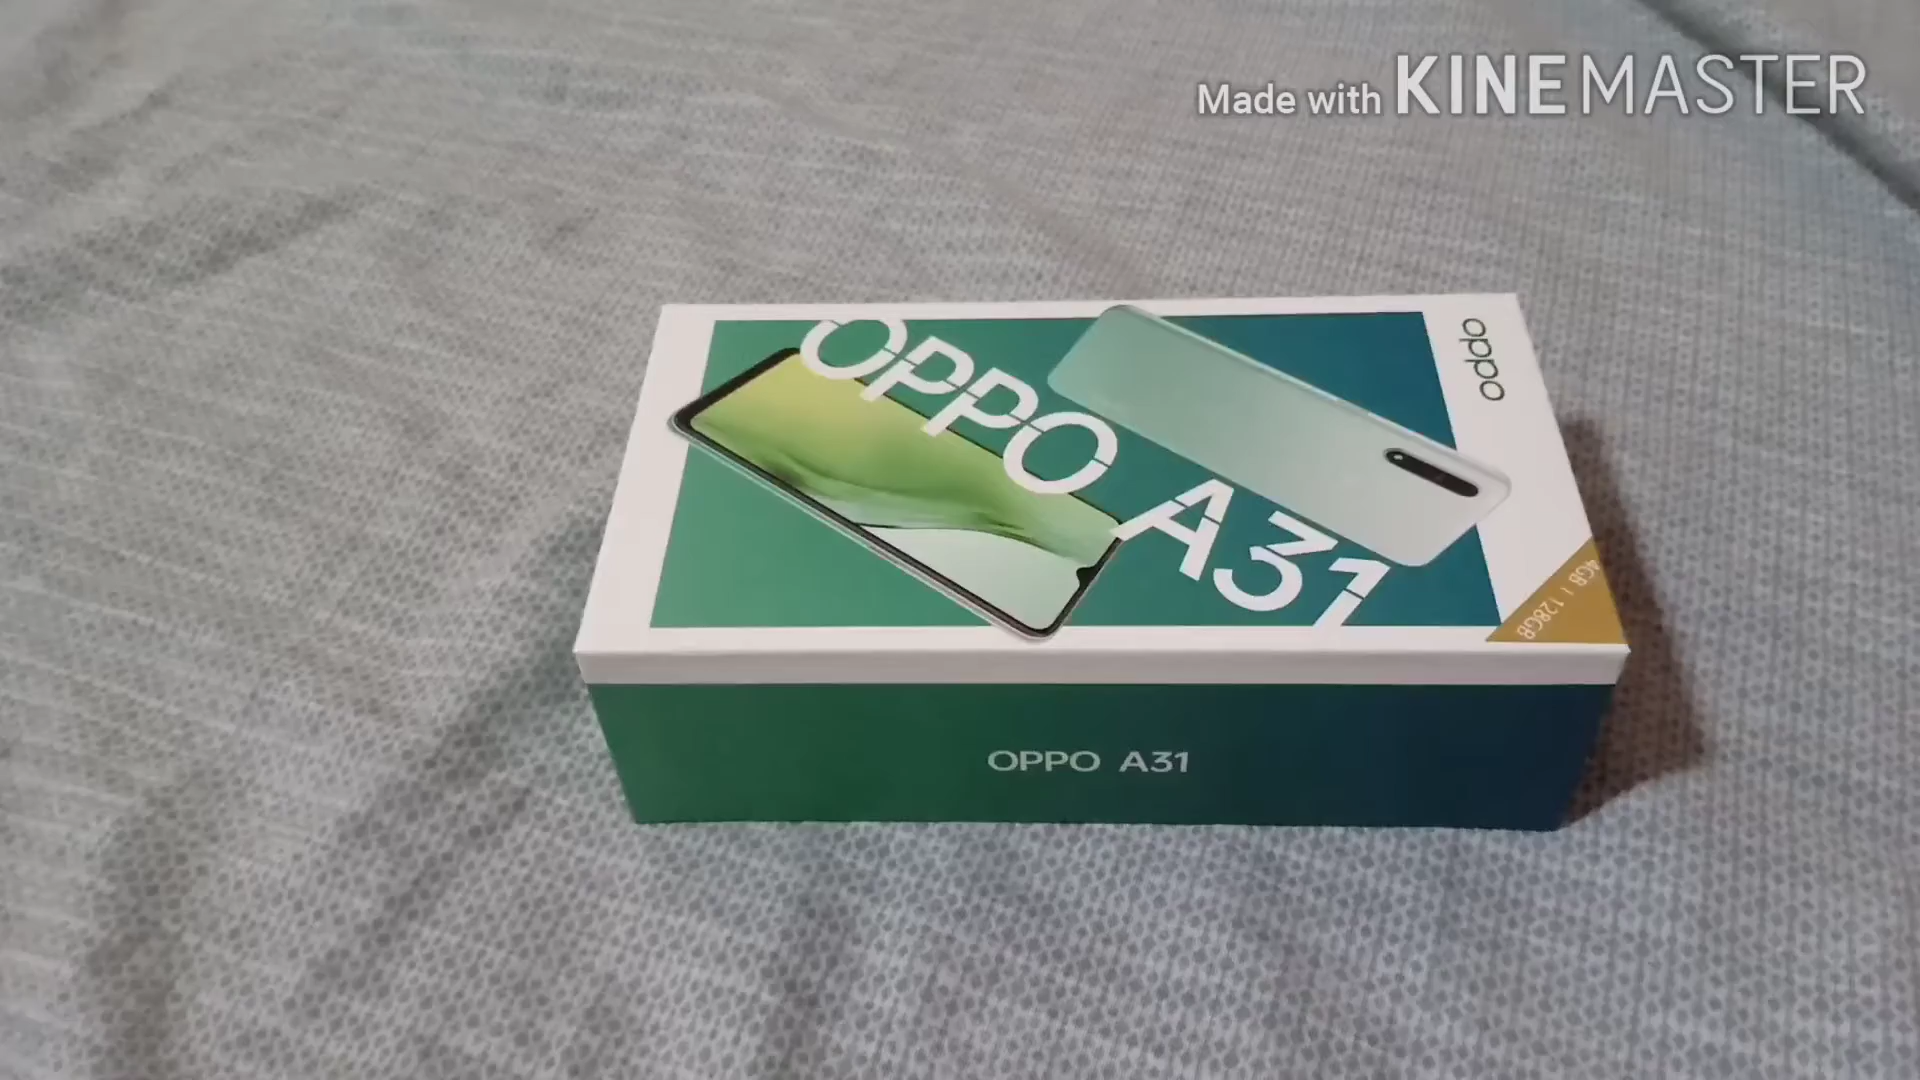 Made with KINEMASTER
OPPO A31
oppo
4GB | 128GB
OPPO A31